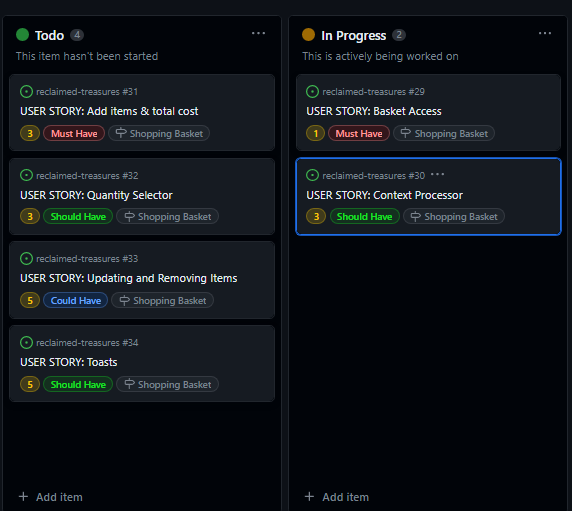 Todo 4
This item hasn't been started
reclaimed-treasures #31
USER STORY: Add items & total cost
3 Must Have Shopping Basket
reclaimed-treasures #32
USER STORY: Quantity Selector
3 Should Have Shopping Basket
reclaimed-treasures #33
USER STORY: Updating and Removing Items
5 Could Have Shopping Basket
reclaimed-treasures #34
USER STORY: Toasts
5 Should Have Shopping Basket
+ Add item
In Progress 2
This is actively being worked on
reclaimed-treasures #29
USER STORY: Basket Access
1 Must Have Shopping Basket
reclaimed-treasures #30 ...
USER STORY: Context Processor
3 Should Have Shopping Basket
+ Add item